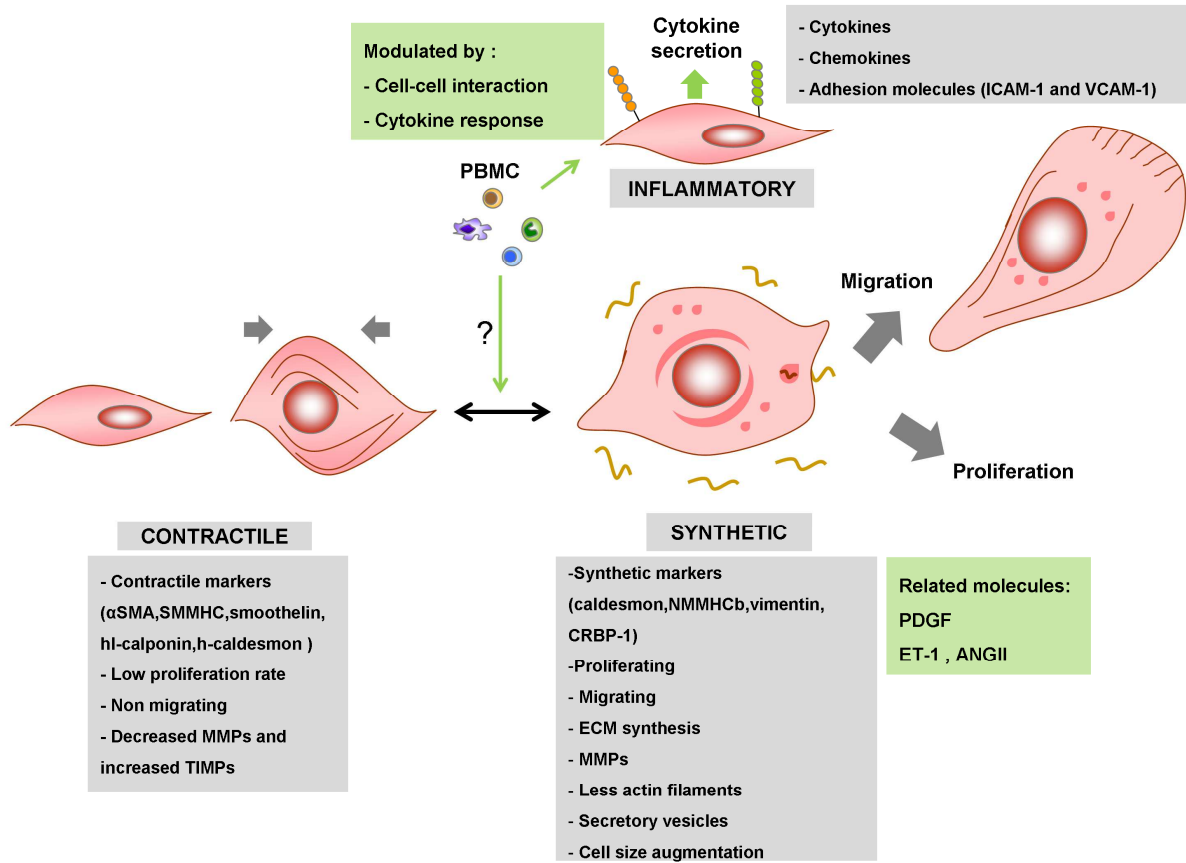 Modulated by :
- Cell-cell interaction
- Cytokine response
Cytokine
secretion
- Cytokines
- Chemokines
- Adhesion molecules (ICAM-1 and VCAM-1)
PBMC
INFLAMMATORY
Migration
?
Proliferation
CONTRACTILE
- Contractile markers
(αSMA,SMMHC,smoothelin,
hl-calponin,h-caldesmon )
- Low proliferation rate
- Non migrating
- Decreased MMPs and
increased TIMPs
SYNTHETIC
-Synthetic markers
(caldesmon,NMMHCb,vimentin,
CRBP-1)
-Proliferating
- Migrating
- ECM synthesis
- MMPs
- Less actin filaments
- Secretory vesicles
- Cell size augmentation
Related molecules:
PDGF
ET-1 , ANGII